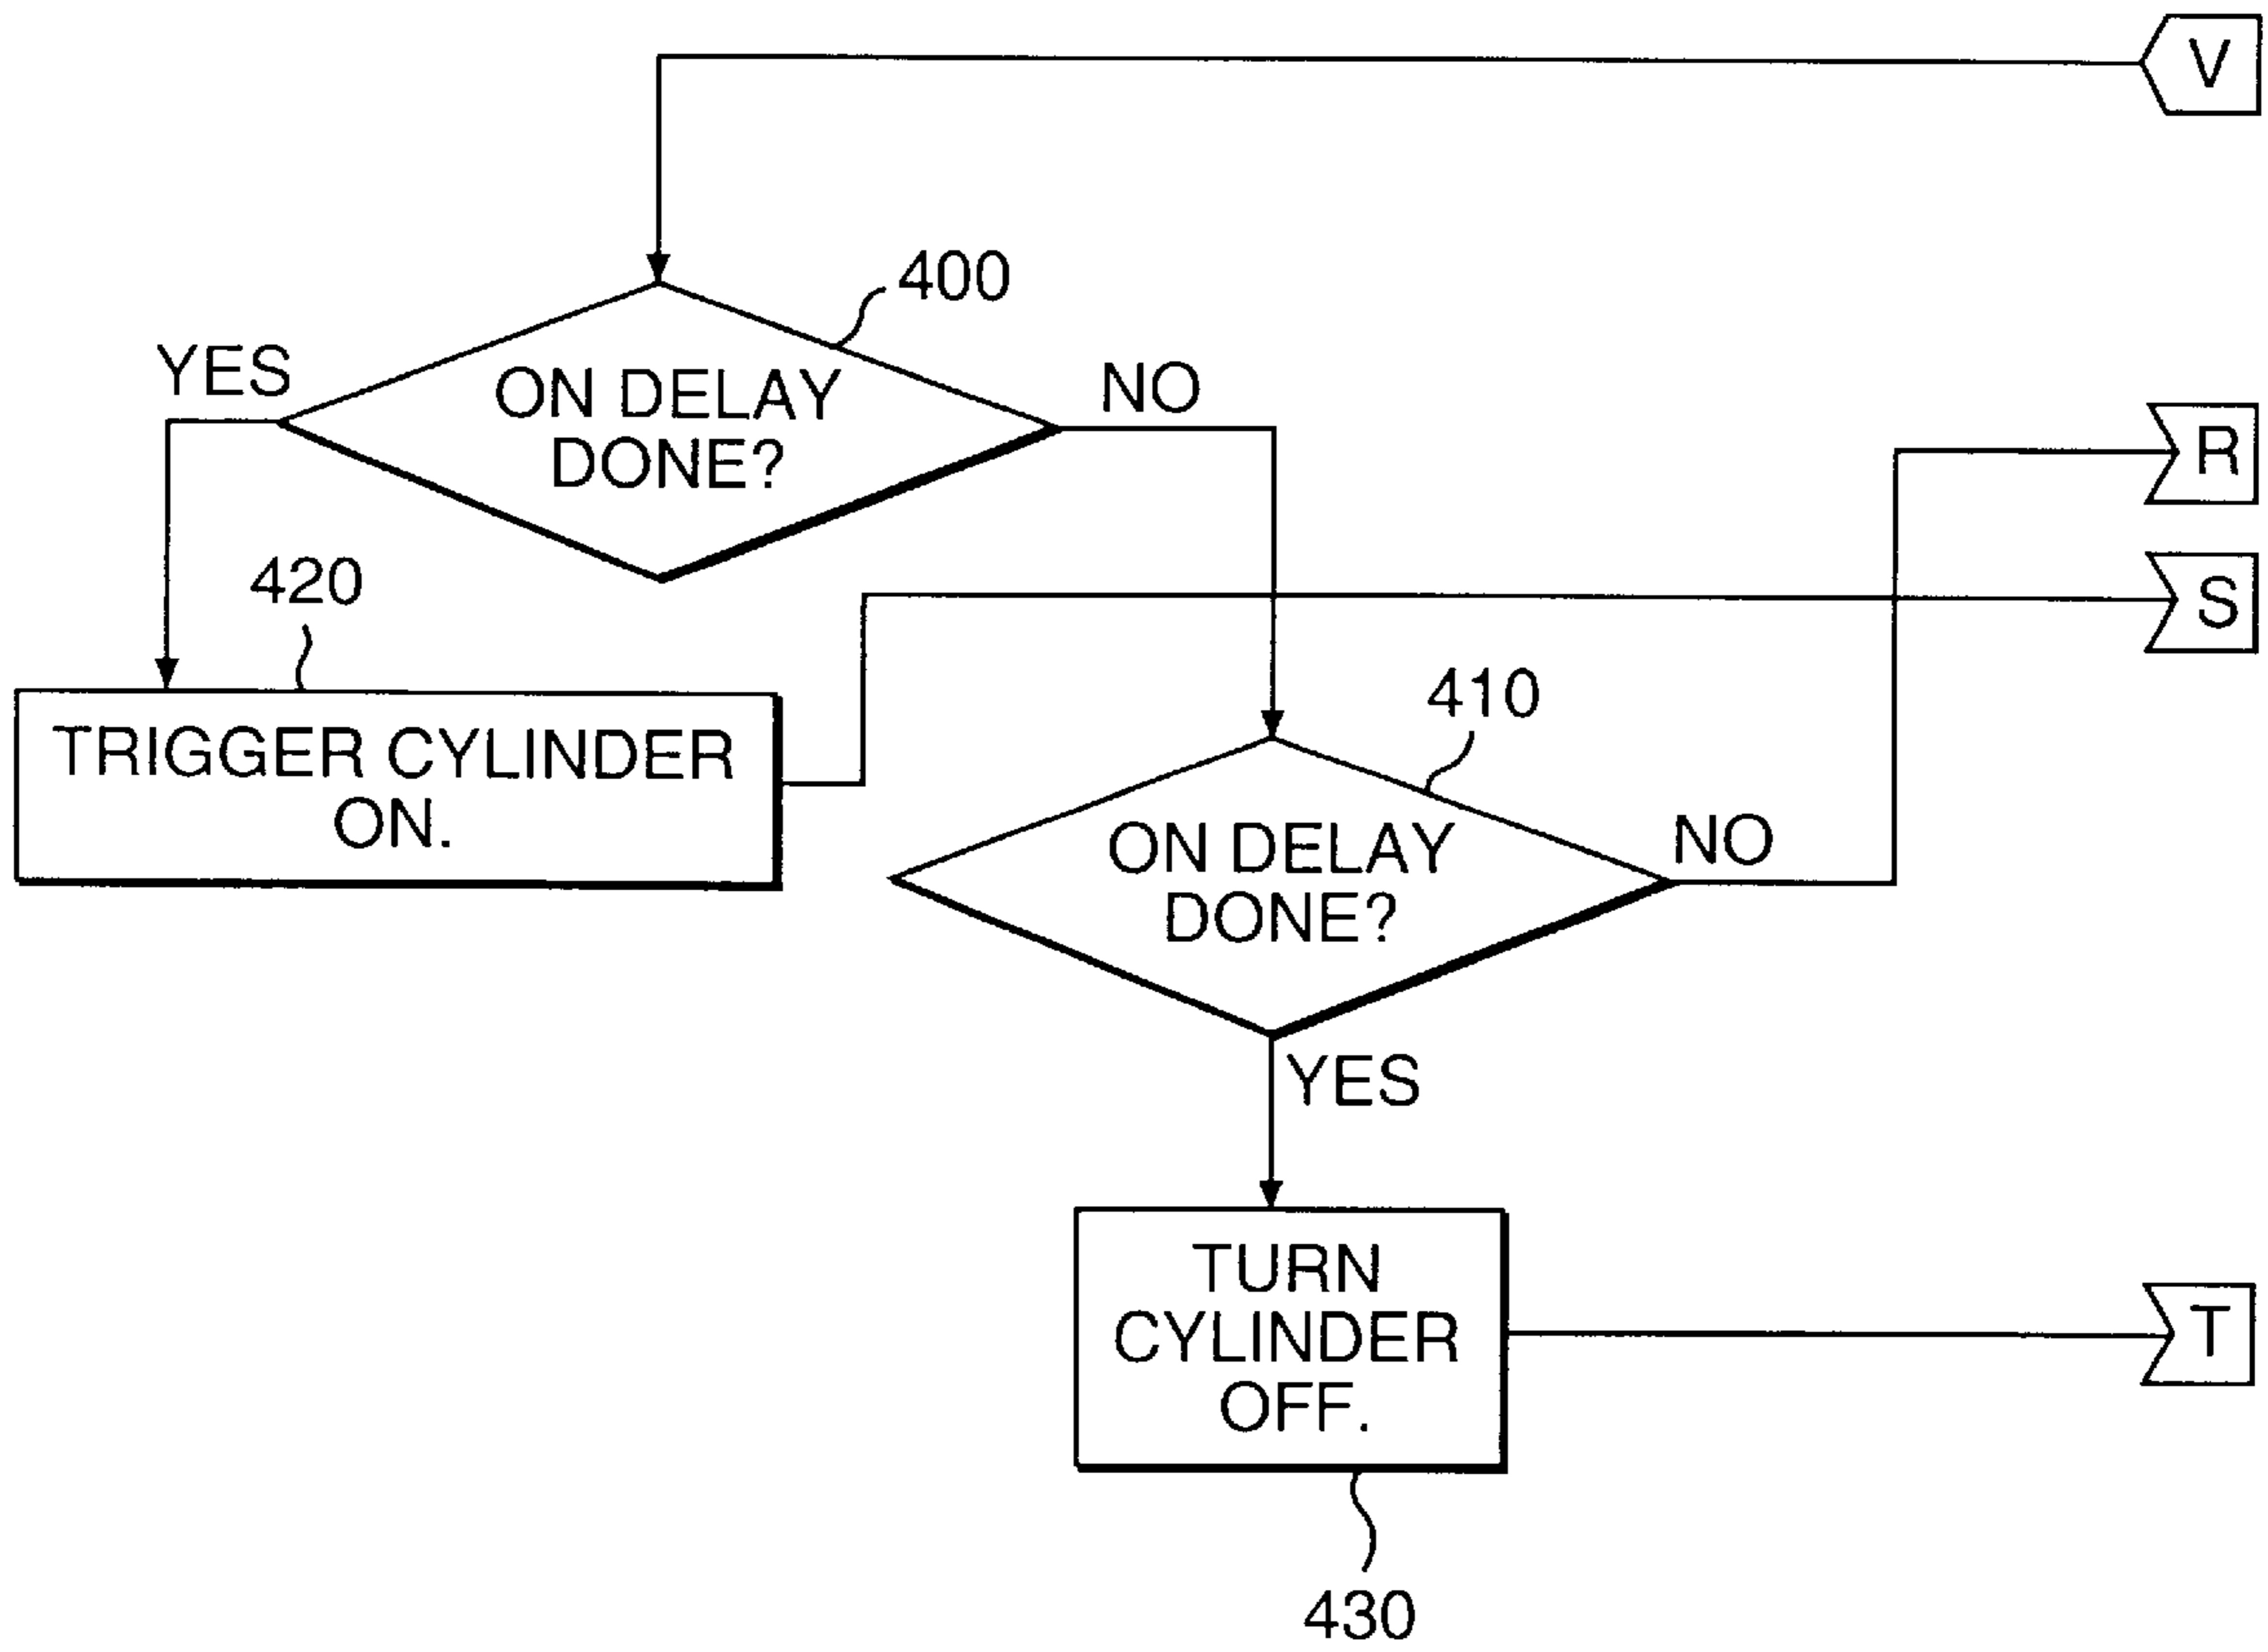 V
400
YES
ON DELAY
DONE?
NO
R
420
S
TRIGGER CYLINDER
ON.
410
ON DELAY
DONE?
NO
YES
TURN
CYLINDER
OFF.
T
430